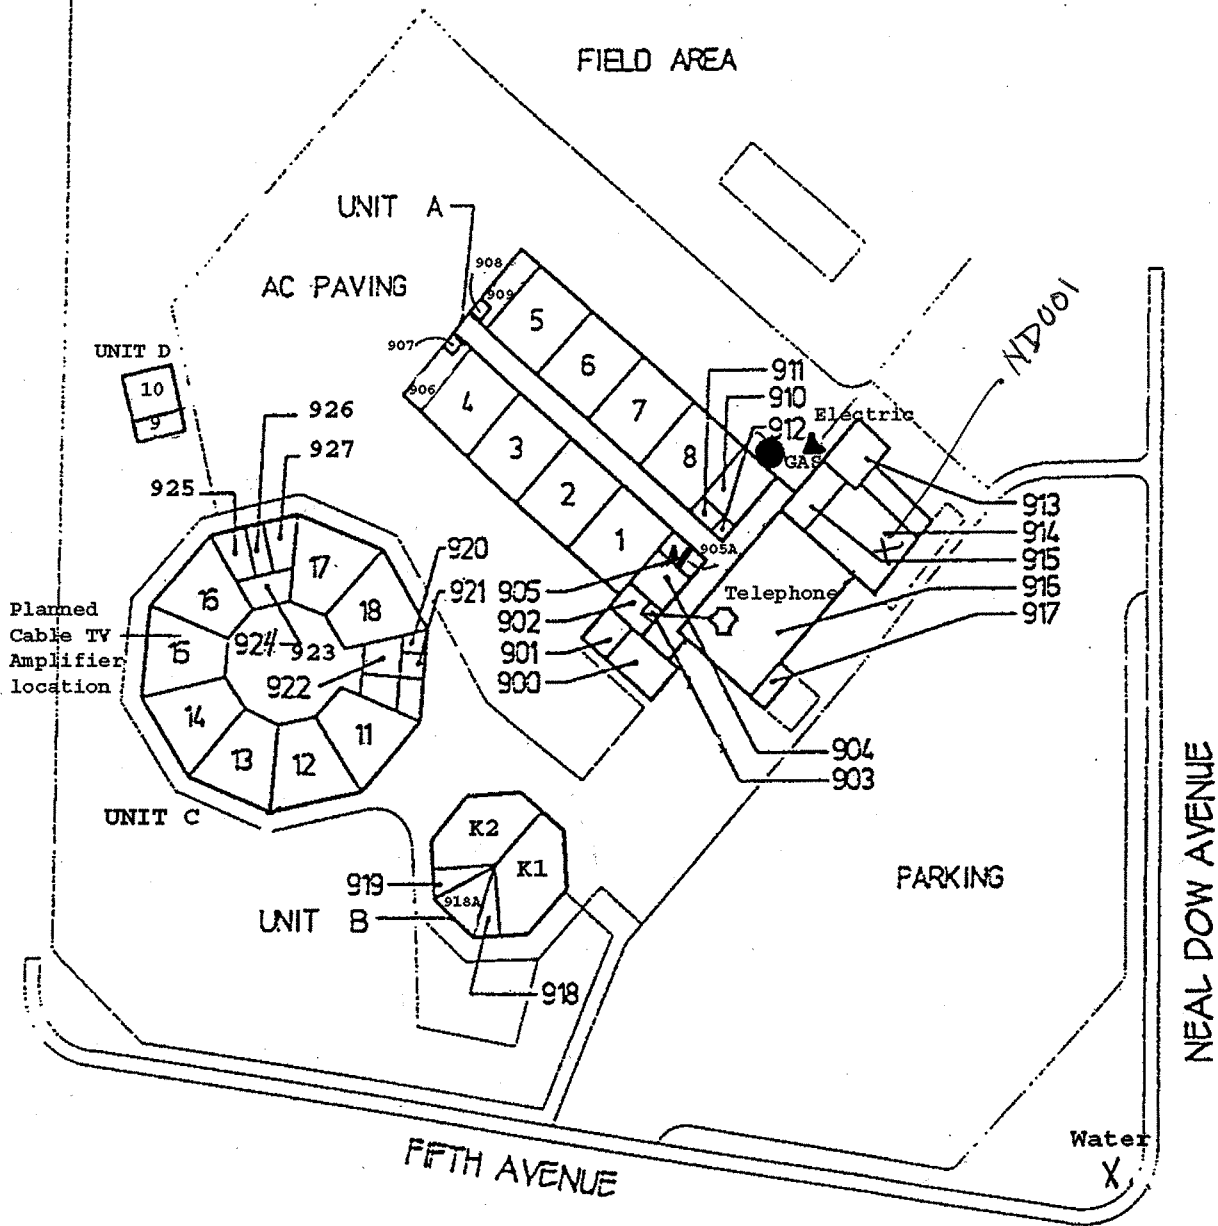 FIELD AREA
UNIT A
908
AC PAVING
909
5
ND001
907
UNIT D
10
9
906
4
6
7
911
910
Electric
912
926
927
3
8
GAS
925
2
913
914
17
1
905A
920
915
16
18
921
905
Telephone
916
Planned
Cable TV
Amplifier
location
15
924
923
902
917
922
901
900
14
11
13
12
904
903
UNIT C
K2
K1
919
918A
UNIT B
PARKING
918
NEAL DOW AVENUE
Water
X
FIFTH AVENUE